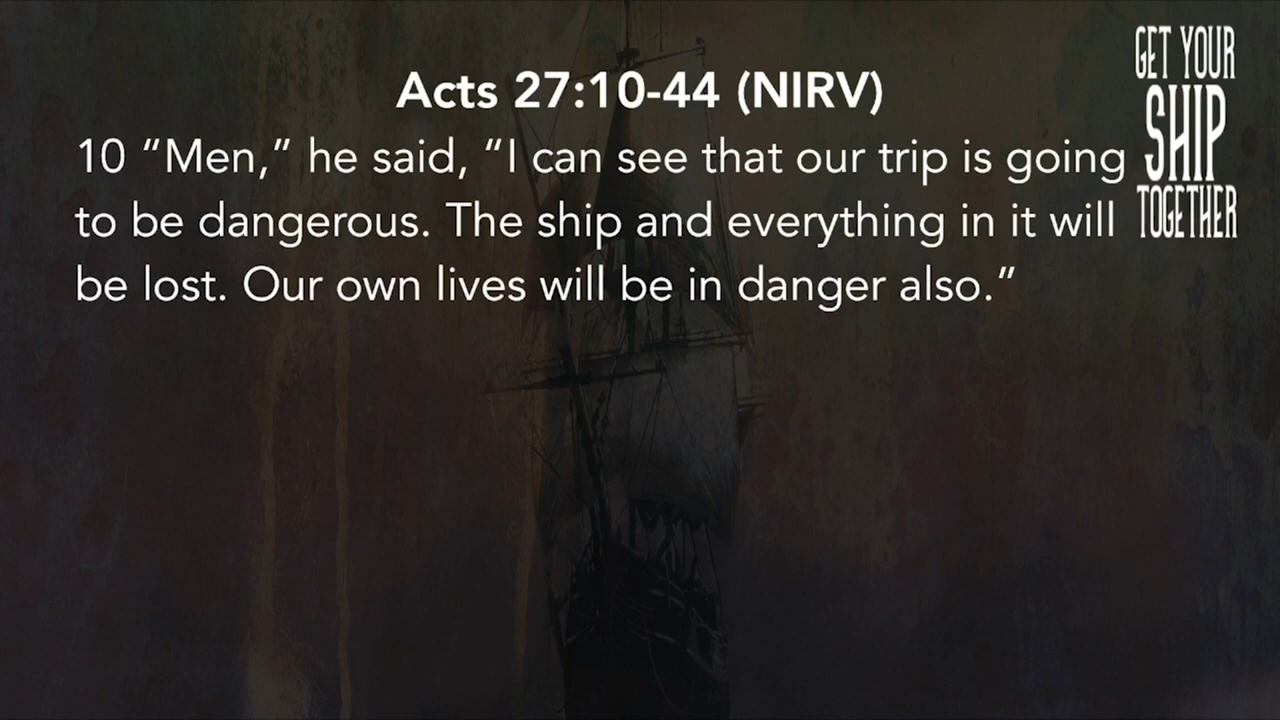 Acts 27:10-44 (NIRV)
10 “Men,” he said, “I can see that our trip is going
to be dangerous. The ship and everything in it will
be lost. Our own lives will be in danger also.”
GET YOUR
SHIP
TOGETHER